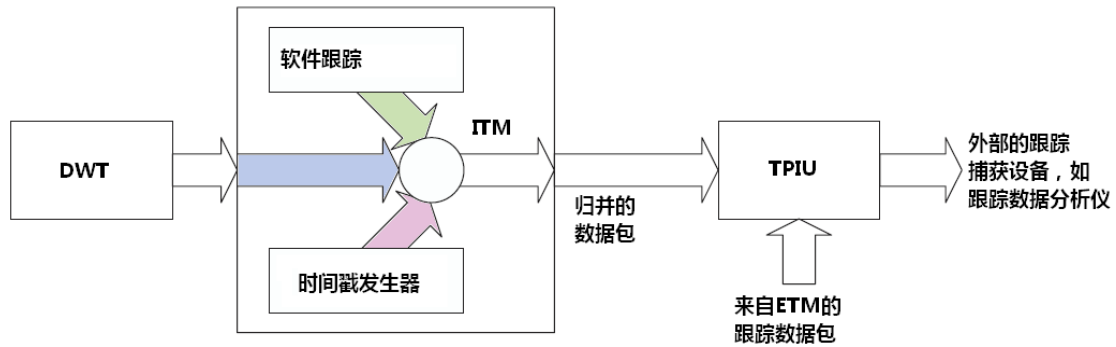 软件跟踪
ITM
DWT
时间戳发生器
归并的
数据包
TPIU
来自ETM的
跟踪数据包
外部的跟踪
捕获设备，如
跟踪数据分析仪